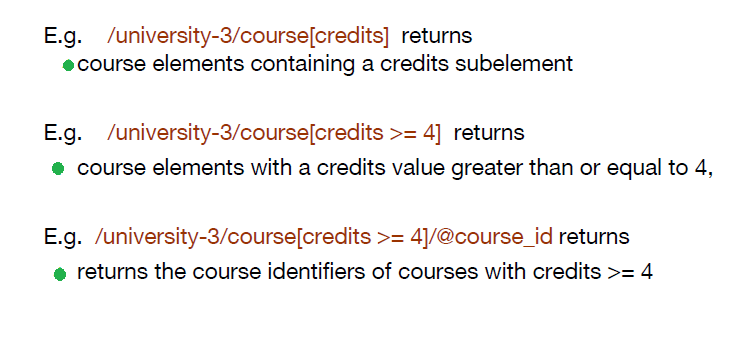 E.g. /university-3/course[credits] returns
course elements containing a credits subelement
E.g. /university-3/course[credits >= 4] returns
course elements with a credits value greater than or equal to 4,
E.g. /university-3/course[credits >= 4]/@course_id returns
returns the course identifiers of courses with credits >= 4